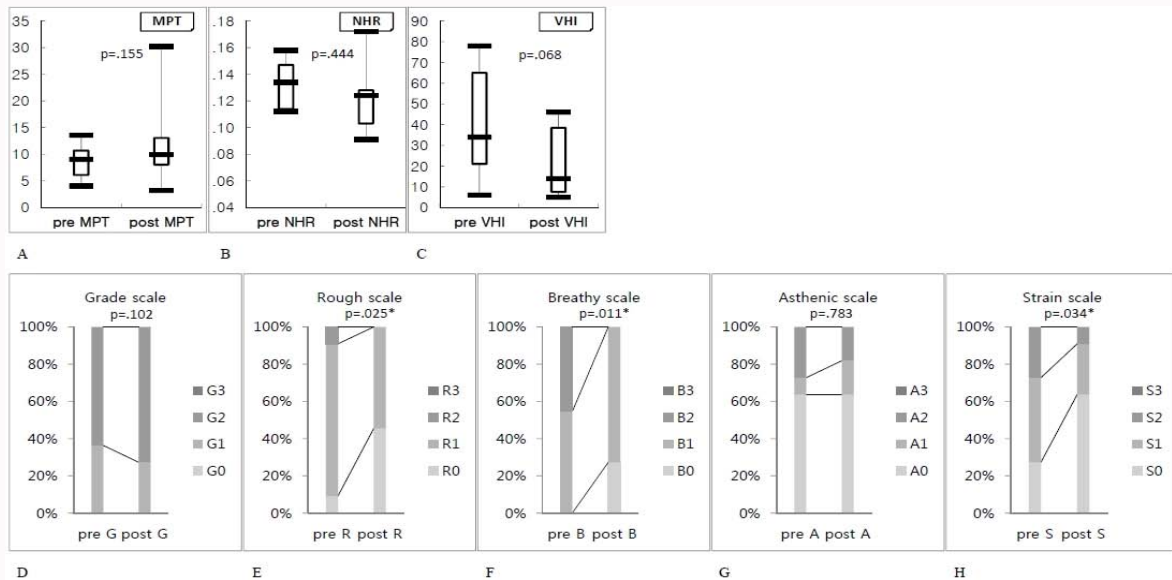 MPT
p=.155
35
30
25
20
15
10
5
0
pre MPT post MPT
A
NHR
p=.444
.18
.16
.14
.12
.10
.08
.06
.04
pre NHR post NHR
B
VHI
p=.068
90
80
70
60
50
40
30
20
10
0
pre VHI post VHI
C
Grade scale
p=.102
100%
80%
60%
40%
20%
0%
G3
G2
G1
G0
pre G post G
D
Rough scale
p=.025*
100%
80%
60%
40%
20%
0%
R3
R2
R1
R0
pre R post R
E
Breathy scale
p=.011*
100%
80%
60%
40%
20%
0%
B3
B2
B1
B0
pre B post B
F
Asthenic scale
p=.783
100%
80%
60%
40%
20%
0%
A3
A2
A1
A0
pre A post A
G
Strain scale
p=.034*
100%
80%
60%
40%
20%
0%
S3
S2
S1
S0
pre S post S
H